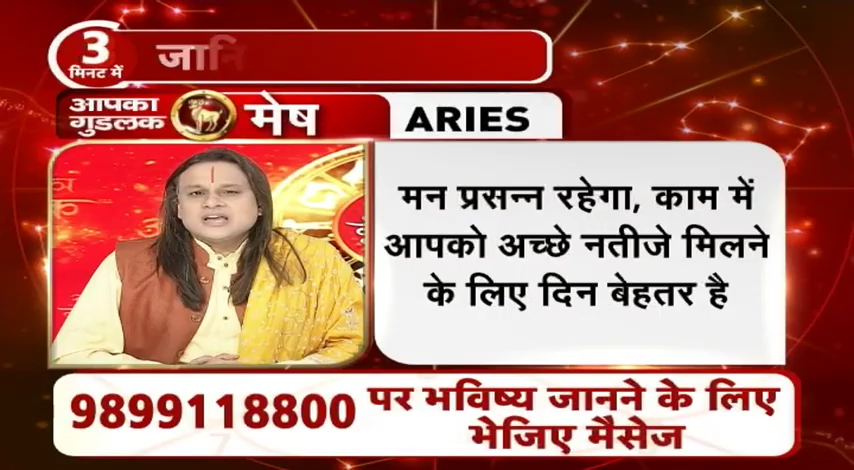 3
मिनट में
जानि
आपका
गुडलक
मेष
ARIES
मन प्रसन्न रहेगा, काम में
आपको अच्छे नतीजे मिलने
के लिए दिन बेहतर है
9899118800 पर भविष्य जानने के लिए
भेजिए मैसेज